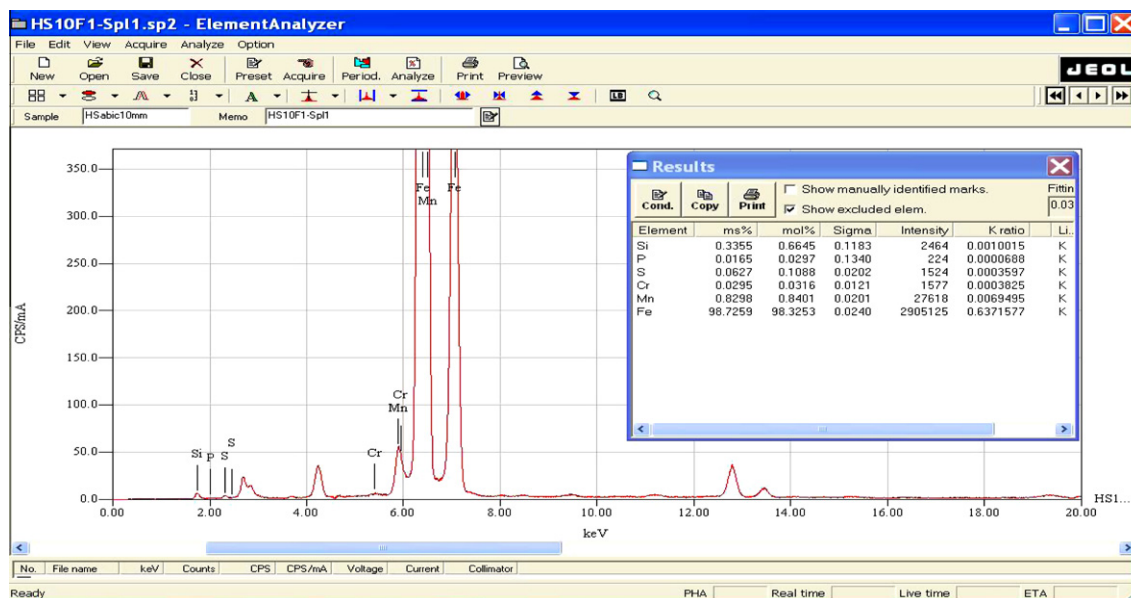 HS10F1-Spl1.sp2 - ElementAnalyzer
File Edit View Acquire Analyze Option
New Open Save Close Preset Acquire Period. Analyze Print Preview
JEOL
Sample HSabic10mm Memo HS10F1-Spl1
CPS/mA
350.0
300.0
250.0
200.0
150.0
100.0
50.0
0.0
Fe Fe
Mn
Cr
Mn
S
Si P S Cr
0.00 2.00 4.00 6.00 8.00 10.00 12.00 14.00 16.00 18.00 20.00
HS1...
keV
Results
Cond. Copy Print
Show manually identified marks.
Show excluded elem.
Fittin
0.03
Element ms% mol% Sigma Intensity K ratio Li..
Si 0.3355 0.6645 0.1183 2464 0.0010015 K
P 0.0165 0.0297 0.1340 224 0.0000688 K
S 0.0627 0.1088 0.0202 1524 0.0003597 K
Cr 0.0295 0.0316 0.0121 1577 0.0003825 K
Mn 0.8298 0.8401 0.0201 27618 0.0069495 K
Fe 98.7259 98.3253 0.0240 2905125 0.6371577 K
No. File name keV Counts CPS CPS/mA Voltage Current Collimator
Ready PHA Real time Live time ETA